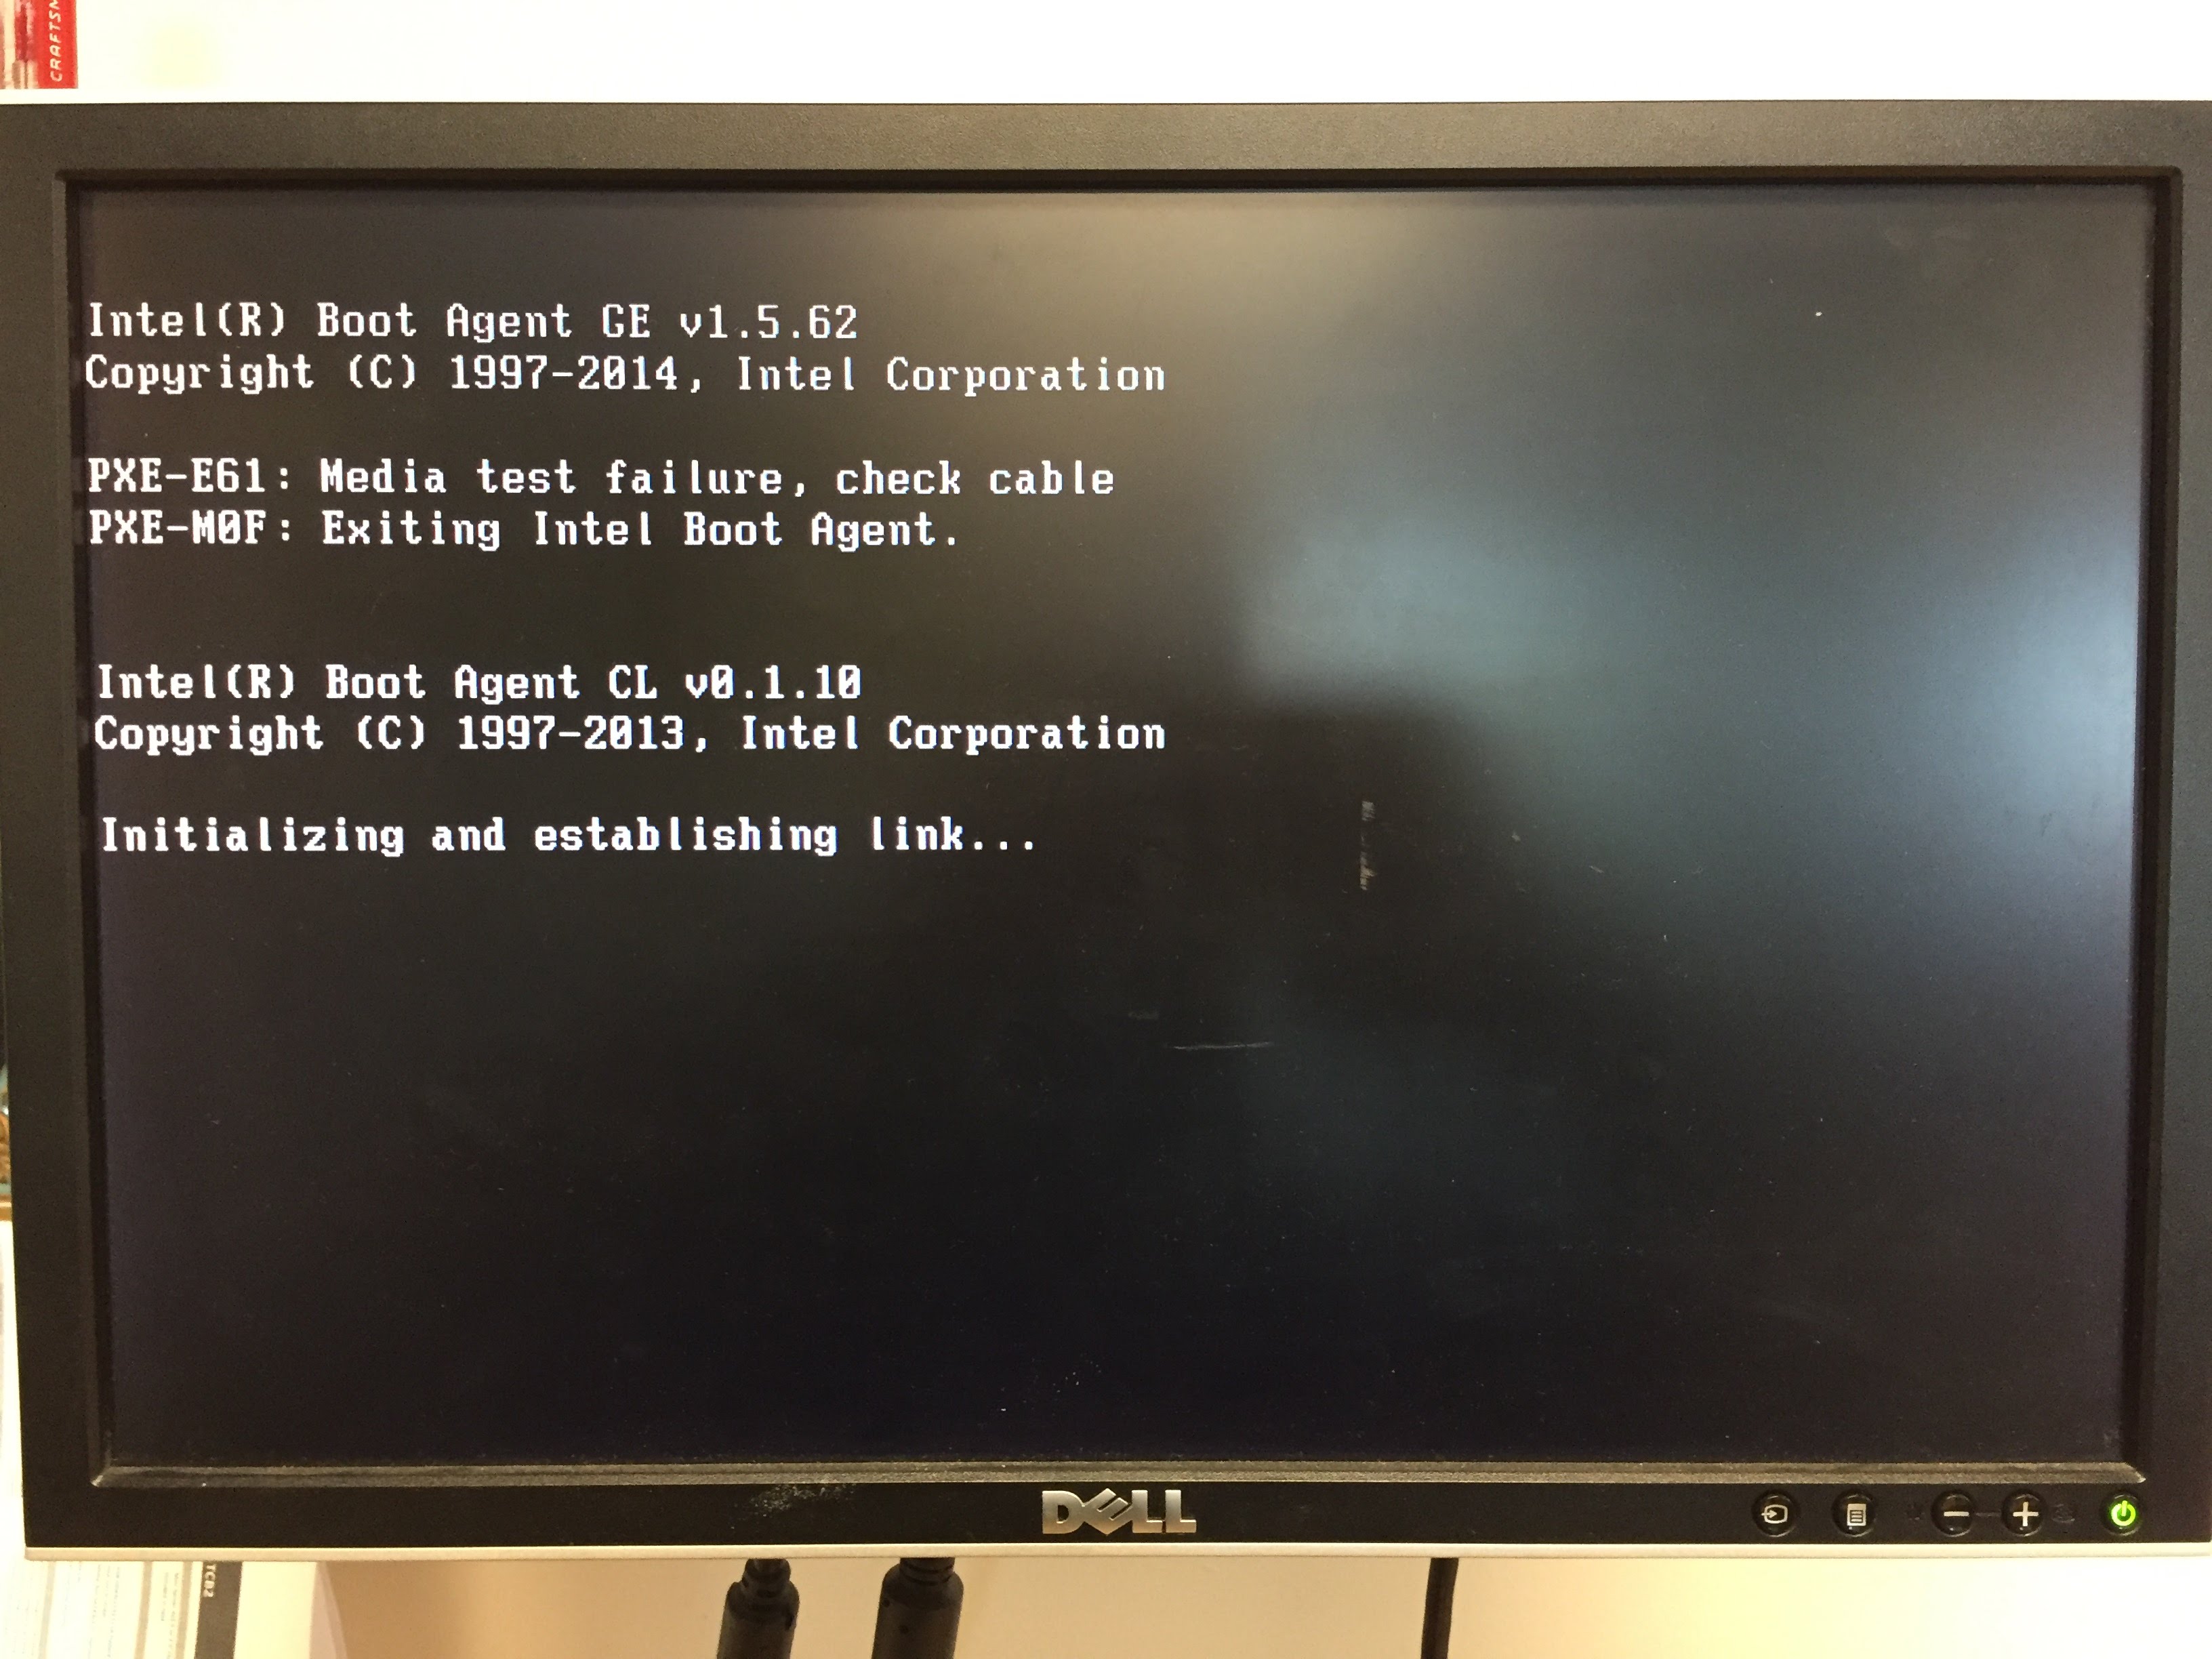 CRAFTSM
Intel(R) Boot Agent GE v1.5.62
Copyright (C) 1997-2014, Intel Corporation
PXE-E61: Media test failure, check cable
PXE-M0F: Exiting Intel Boot Agent.
Intel(R) Boot Agent CL v0.1.10
Copyright (C) 1997-2013, Intel Corporation
Initializing and establishing link...
DELL